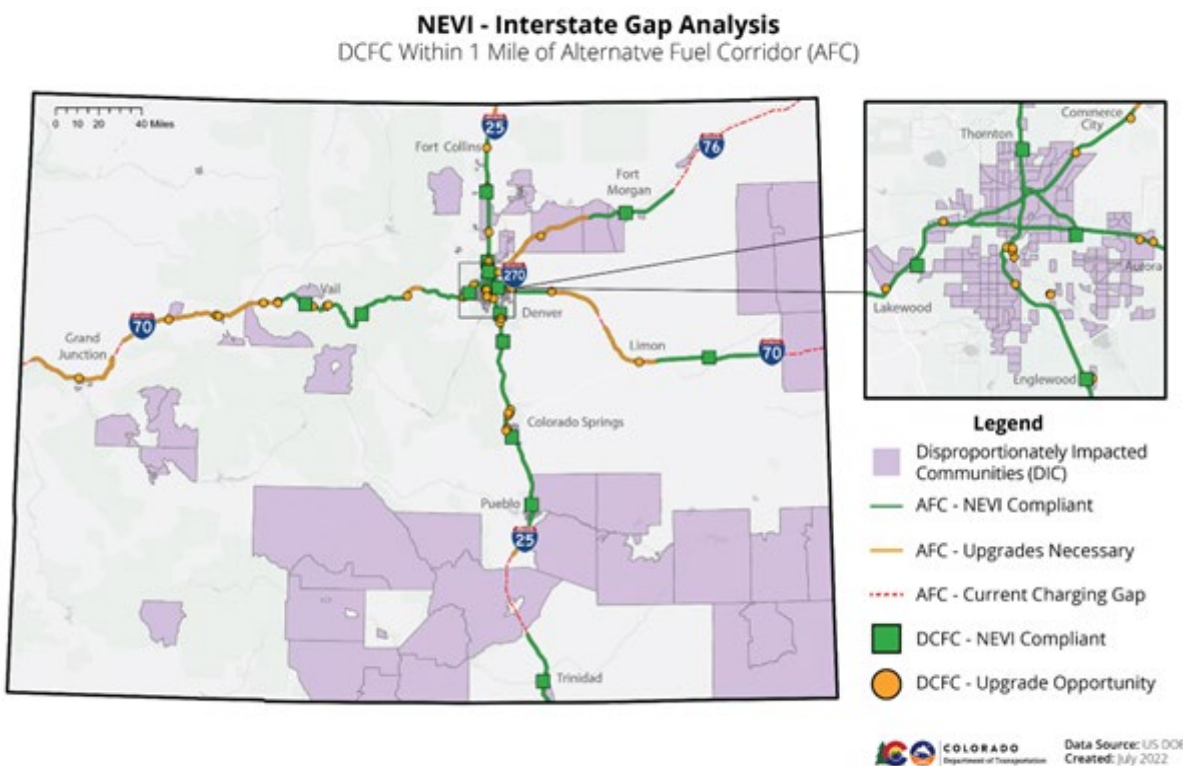 NEVI - Interstate Gap Analysis
DCFC Within 1 Mile of Alternatve Fuel Corridor (AFC)
0 10 20 40 Miles
25
Fort Collins
76
Fort
Morgan
270
Vail
70
Grand
Junction
Denver
Limon
70
Colorado Springs
Pueblo
25
Trinidad
Commerce
City
Thornton
Aurora
Lakewood
Englewood
Legend
Disproportionately Impacted
Communities (DIC)
AFC - NEVI Compliant
AFC - Upgrades Necessary
AFC - Current Charging Gap
DCFC - NEVI Compliant
DCFC - Upgrade Opportunity
COLORADO
Department of Transportation
Data Source: US DOE
Created: July 2022